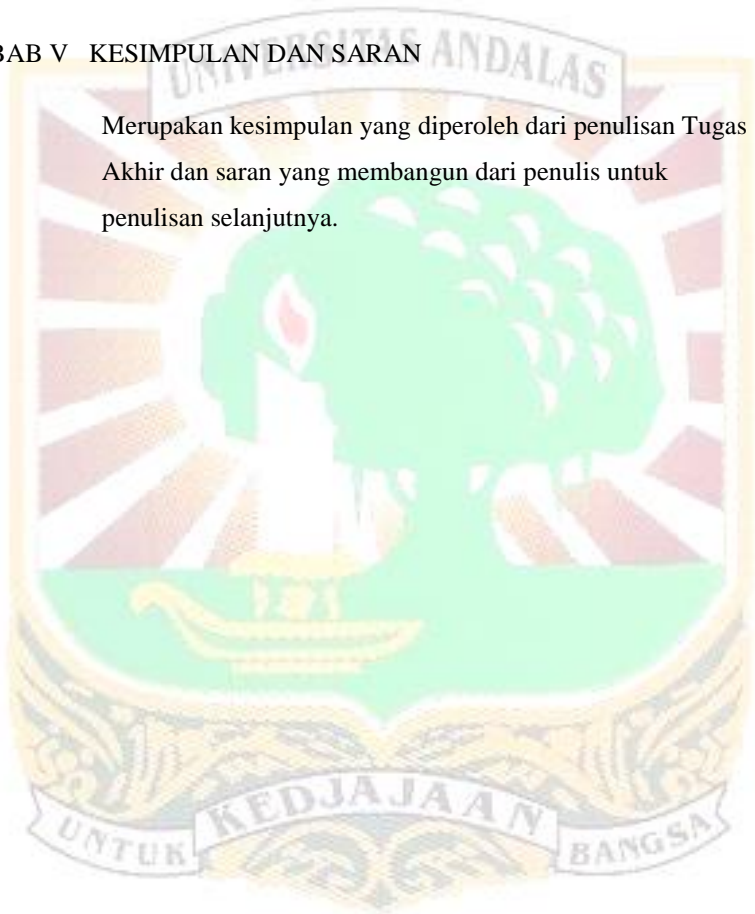 UNIVERSITAS ANDALAS
BAB V KESIMPULAN DAN SARAN
Merupakan kesimpulan yang diperoleh dari penulisan Tugas
Akhir dan saran yang membangun dari penulis untuk
penulisan selanjutnya.
KEDJAJAAN
UNTUK BANGSA